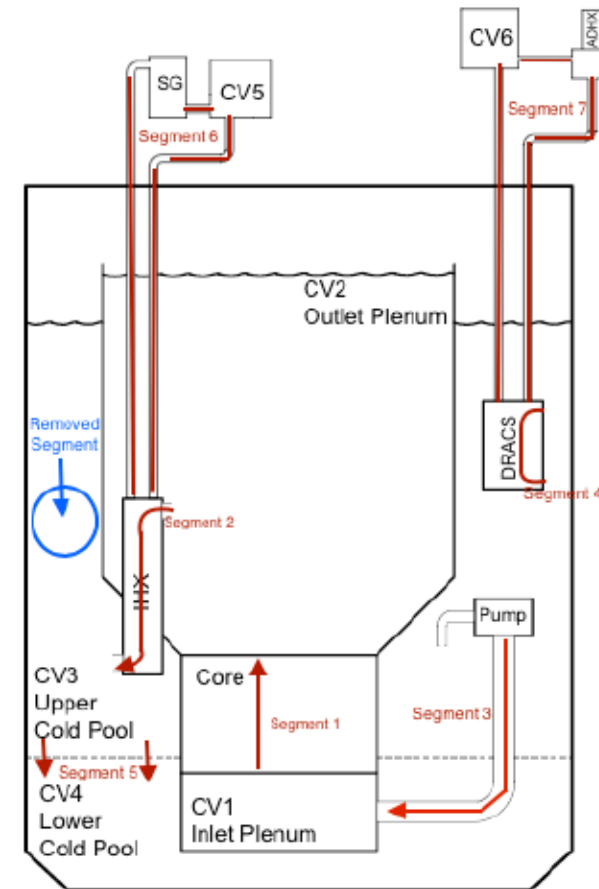 ADHX
CV6
SG
CV5
Segment 7
Segment 6
CV2
Outlet Plenum
Removed
Segment
DRACS
Segment 4
Segment 2
IHX
Pump
CV3
Upper
Cold Pool
Core
Segment 3
Segment 1
Segment 5
CV4
Lower
Cold Pool
CV1
Inlet Plenum